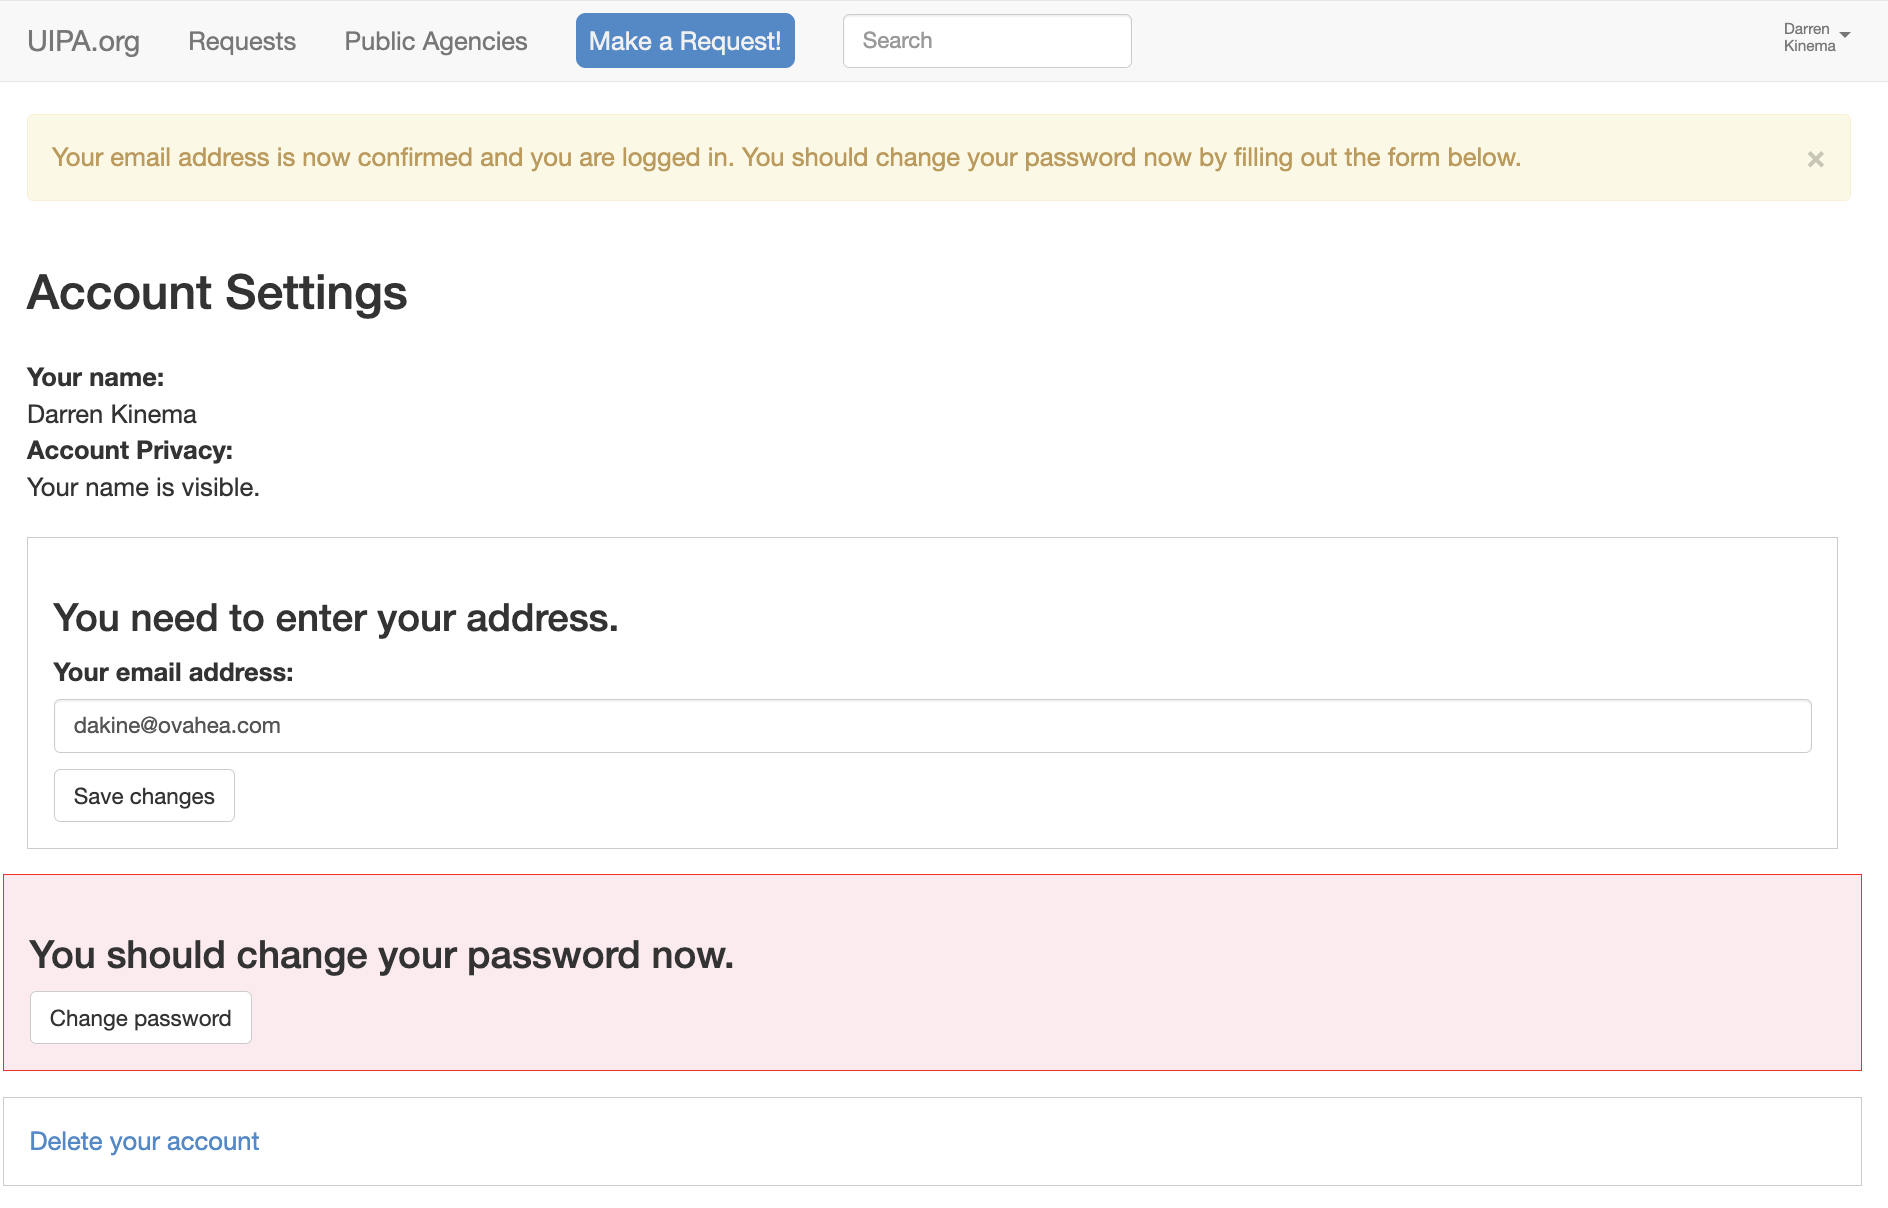 UIPA.org Requests Public Agencies Make a Request! Search Darren
Kinema
Your email address is now confirmed and you are logged in. You should change your password now by filling out the form below. ×
Account Settings
Your name:
Darren Kinema
Account Privacy:
Your name is visible.
You need to enter your address.
Your email address:
dakine@ovahea.com
Save changes
You should change your password now.
Change password
Delete your account